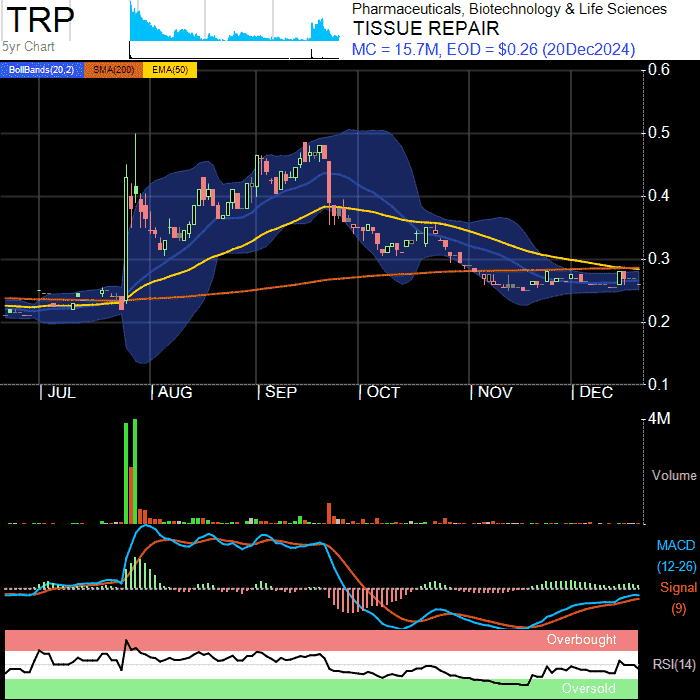 TRP
5yr Chart
Pharmaceuticals, Biotechnology & Life Sciences
TISSUE REPAIR
MC = 15.7M, EOD = $0.26 (20Dec2024)
BollBands(20,2) SMA(200) EMA(50)
0.6
0.5
0.4
0.3
0.2
0.1
JUL AUG SEP OCT NOV DEC
4M
Volume
MACD
(12-26)
Signal
(9)
Overbought
RSI(14)
Oversold